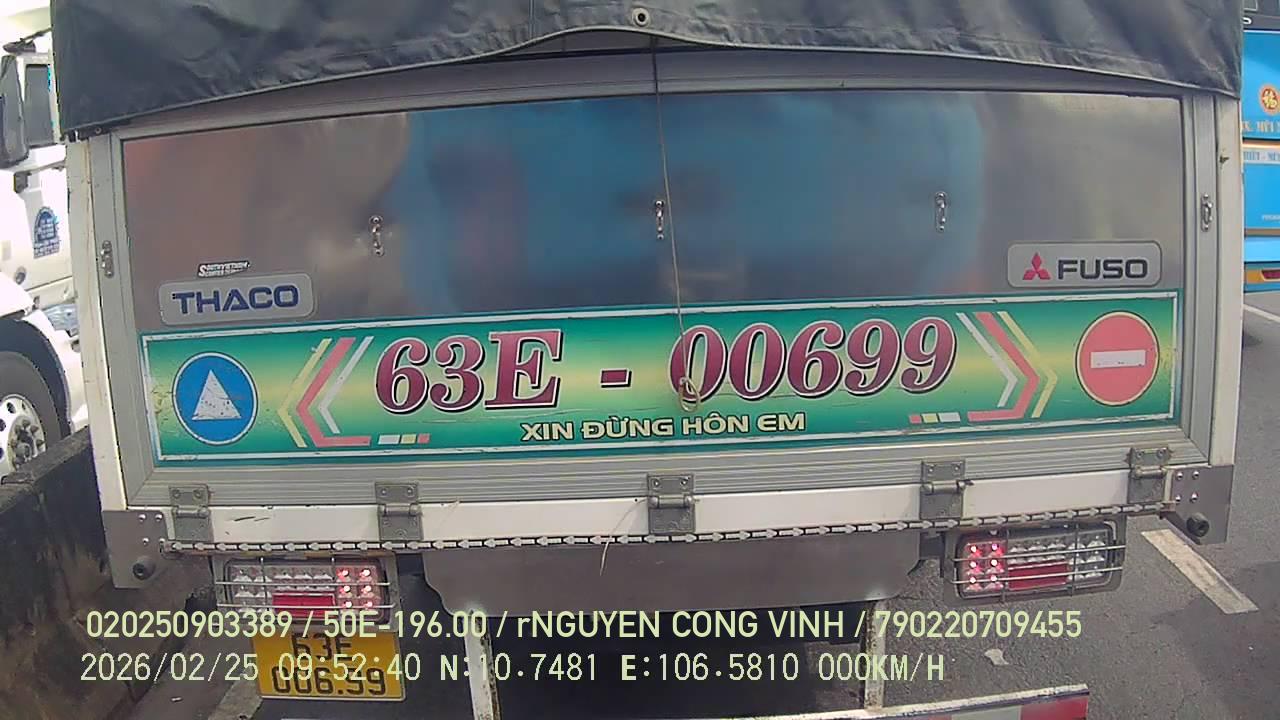 SOUTHVIETNAM
THACO
FUSO
63E - 00699
XIN ĐỪNG HÔN EM
020250903389 / 50E-196.00 / rNGUYEN CONG VINH / 790220709455
2026/02/25 09:52:40 N:10.7481 E:106.5810 000KM/H
63E
006.99